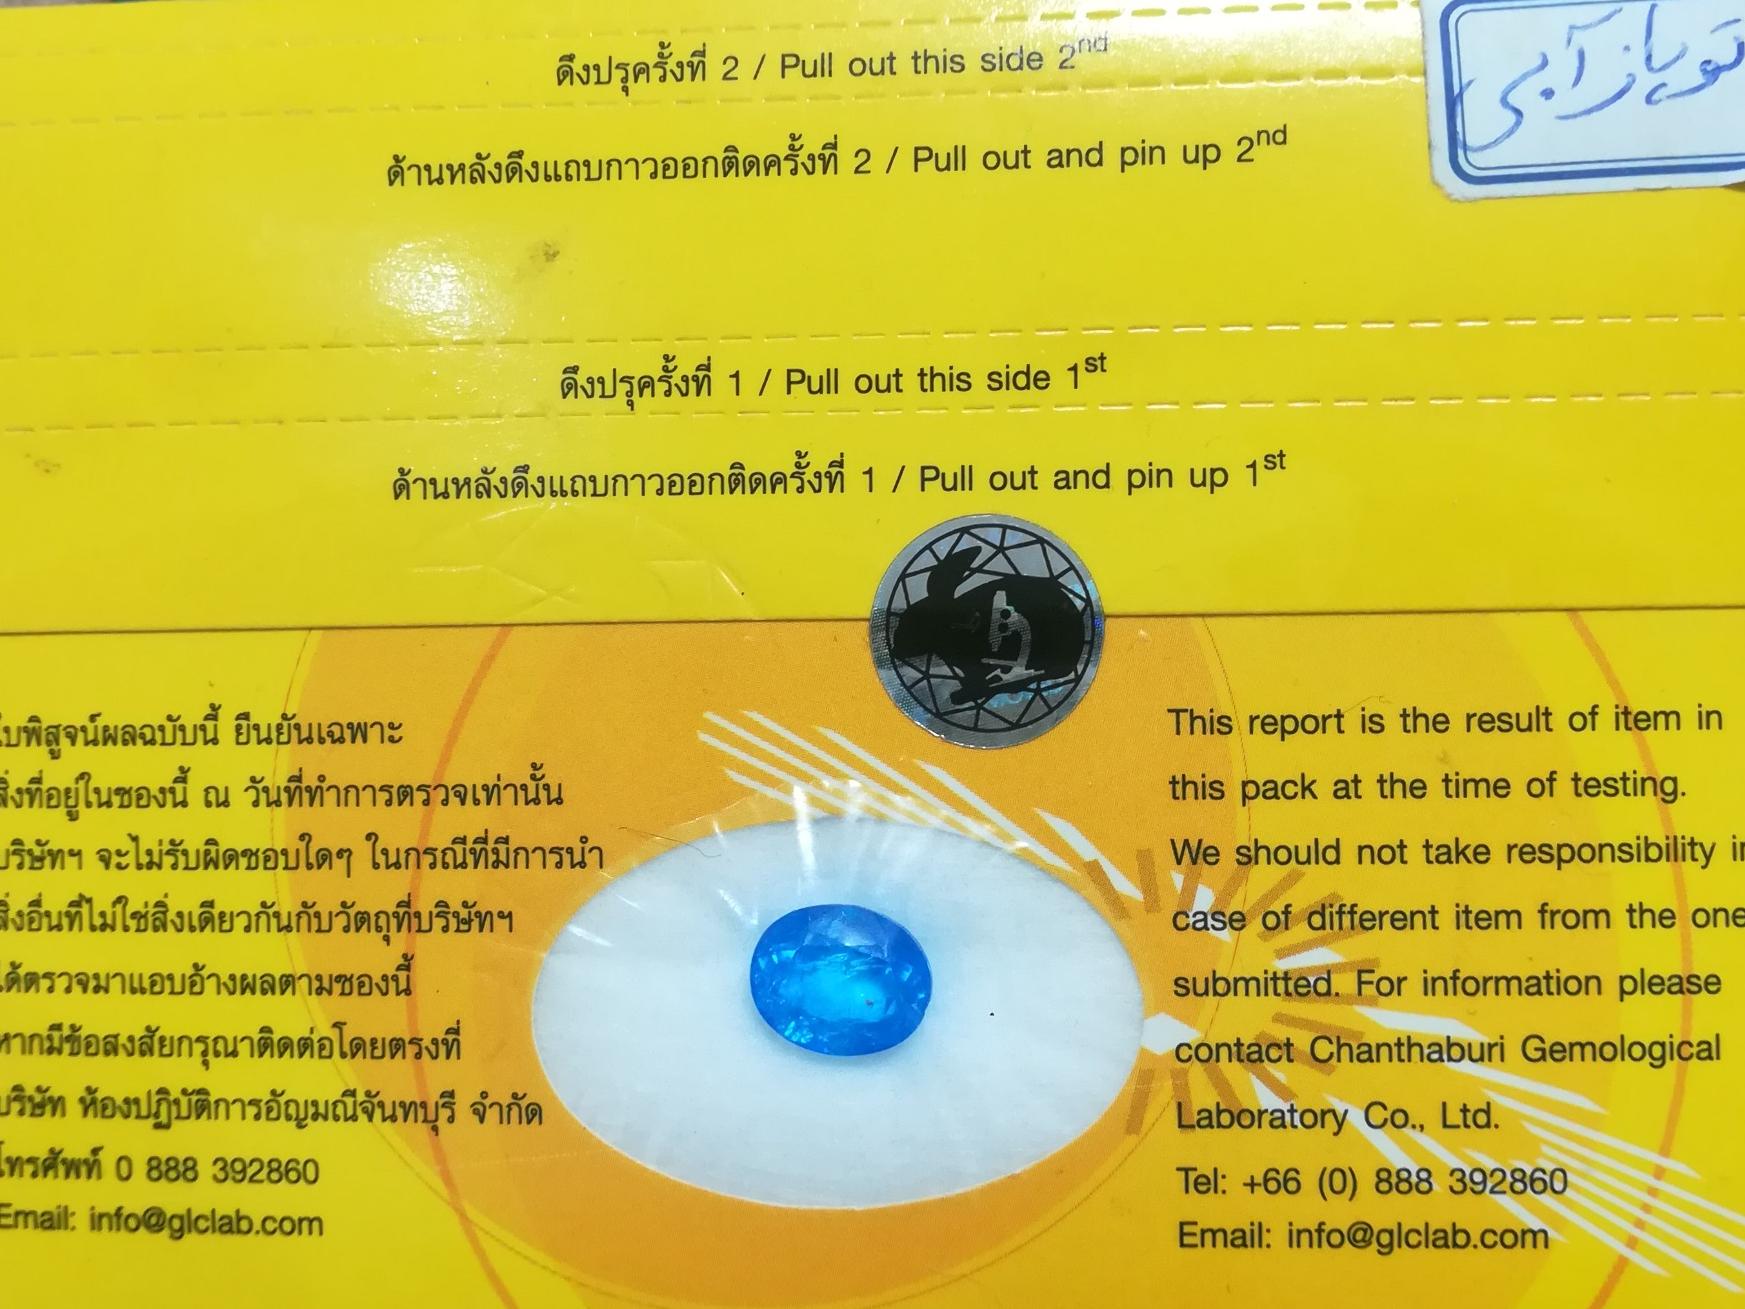 ดึงปรุครั้งที่ 2 / Pull out this side 2nd
توپاز آبی
ด้านหลังดึงแถบกาวออกติดครั้งที่ 2 / Pull out and pin up 2nd
ดึงปรุครั้งที่ 1 / Pull out this side 1st
ด้านหลังดึงแถบกาวออกติดครั้งที่ 1 / Pull out and pin up 1st
ใบพิสูจน์ผลฉบับนี้ ยืนยันเฉพาะ
สิ่งที่อยู่ในซองนี้ ณ วันที่ทำการตรวจเท่านั้น
บริษัทฯ จะไม่รับผิดชอบใดๆ ในกรณีที่มีการนำ
สิ่งอื่นที่ไม่ใช่สิ่งเดียวกันกับวัตถุที่บริษัทฯ
ได้ตรวจมาแอบอ้างผลตามซองนี้
หากมีข้อสงสัยกรุณาติดต่อโดยตรงที่
บริษัท ห้องปฏิบัติการอัญมณีจันทบุรี จำกัด
โทรศัพท์ 0 888 392860
Email: info@glclab.com
This report is the result of item in
this pack at the time of testing.
We should not take responsibility in
case of different item from the one
submitted. For information please
contact Chanthaburi Gemological
Laboratory Co., Ltd.
Tel: +66 (0) 888 392860
Email: info@glclab.com